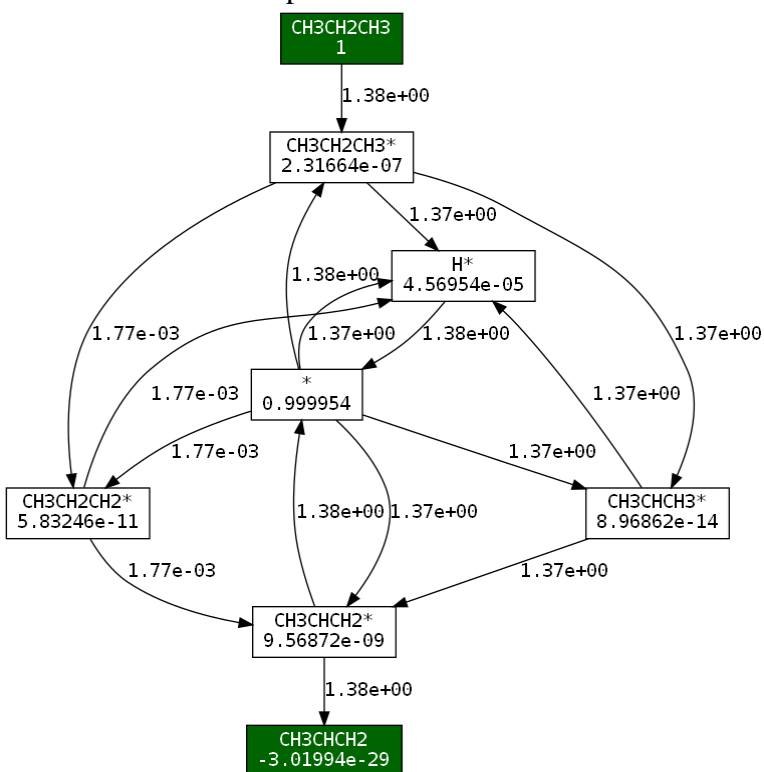 CH3CH2CH3
1
1.38e+00
CH3CH2CH3*
2.31664e-07
1.37e+00
H*
4.56954e-05
1.38e+00
1.77e-03
1.37e+00
1.38e+00
1.37e+00
*
0.999954
1.77e-03
1.37e+00
1.77e-03
1.37e+00
CH3CH2CH2*
5.83246e-11
1.38e+00
1.37e+00
CH3CHCH3*
8.96862e-14
1.77e-03
1.37e+00
CH3CHCH2*
9.56872e-09
1.38e+00
CH3CHCH2
-3.01994e-29